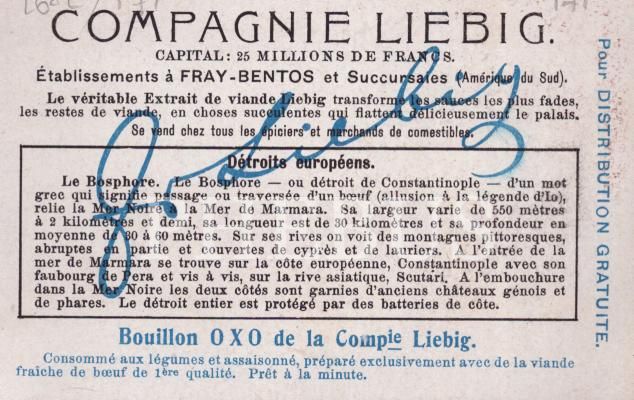 COMPAGNIE LIEBIG.
CAPITAL: 25 MILLIONS DE FRANCS.
Établissements à FRAY-BENTOS et Succursales (Amérique du Sud).
Le véritable Extrait de viande Liebig transforme les sauces les plus fades,
les restes de viande, en choses succulentes qui flattent délicieusement le palais.
Se vend chez tous les épiciers et marchands de comestibles.
Détroits européens.
Le Bosphore. Le Bosphore — ou détroit de Constantinople — d'un mot
grec qui signifie passage ou traversée d'un bœuf (allusion à la légende d'Io),
relie la Mer Noire à la Mer de Marmara. Sa largeur varie de 550 mètres
à 2 kilomètres et demi, sa longueur est de 30 kilomètres et sa profondeur en
moyenne de 30 à 60 mètres. Sur ses rives on voit des montagnes pittoresques,
abruptes en partie et couvertes de cyprès et de lauriers. A l'entrée de la
mer de Marmara se trouve sur la côte européenne, Constantinople avec son
faubourg de Pera et vis à vis, sur la rive asiatique, Scutari. A l'embouchure
dans la Mer Noire les deux côtés sont garnies d'anciens châteaux génois et
de phares. Le détroit entier est protégé par des batteries de côte.
Bouillon OXO de la Compie Liebig.
Consommé aux légumes et assaisonné, préparé exclusivement avec de la viande
fraîche de bœuf de 1ère qualité. Prêt à la minute.
Pour DISTRIBUTION GRATUITE.
J. v. Liebig